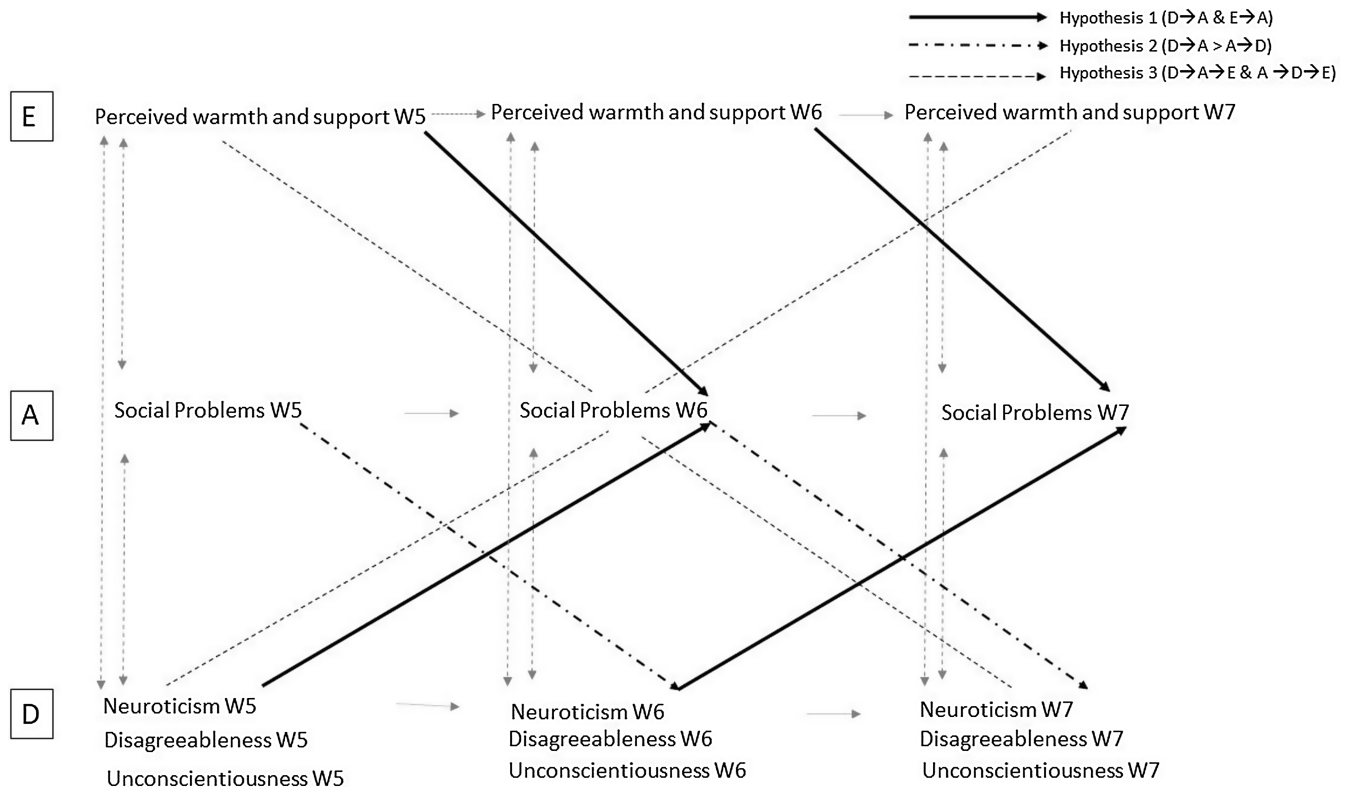 Hypothesis 1 (D→A & E→A)
Hypothesis 2 (D→A > A→D)
Hypothesis 3 (D→A→E & A →D→E)
E
Perceived warmth and support W5
Perceived warmth and support W6
Perceived warmth and support W7
A
Social Problems W5
Social Problems W6
Social Problems W7
D
Neuroticism W5
Disagreeableness W5
Unconscientiousness W5
Neuroticism W6
Disagreeableness W6
Unconscientiousness W6
Neuroticism W7
Disagreeableness W7
Unconscientiousness W7